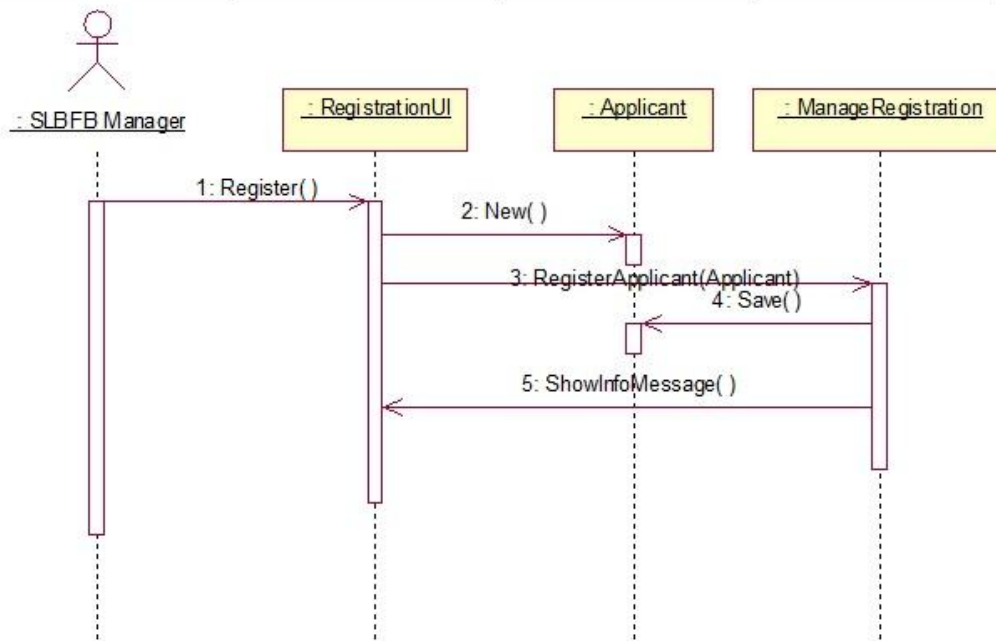 : SLBFB Manager
: RegistrationUI
: Applicant
: ManageRegistration
1: Register( )
2: New( )
3: RegisterApplicant(Applicant)
4: Save( )
5: ShowInfoMessage( )